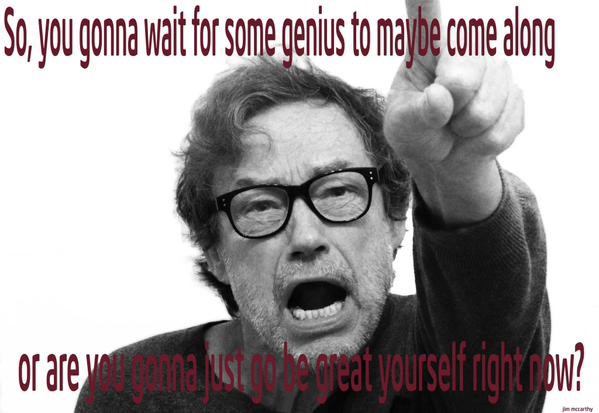 So, you gonna wait for some genius to maybe come along
or are you gonna just go be great yourself right now?
jim mccarthy